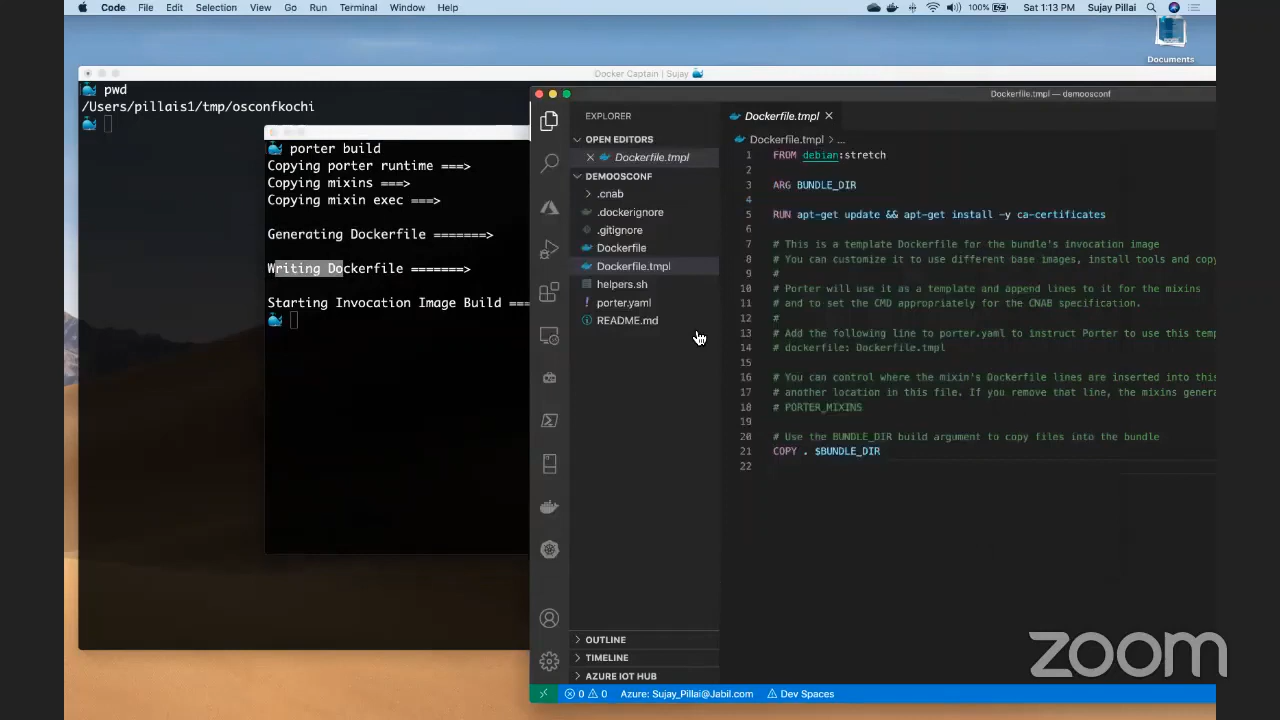 Code File Edit Selection View Go Run Terminal Window Help
100% Sat 1:13 PM Sujay Pillai
Documents
Docker Captain | Sujay
pwd
/Users/pillais1/tmp/osconfkochi
porter build
Copying porter runtime ===>
Copying mixins ===>
Copying mixin exec ===>
Generating Dockerfile =======>
Writing Dockerfile =======>
Starting Invocation Image Build ===
Dockerfile.tmpl — demoosconf
EXPLORER
OPEN EDITORS
Dockerfile.tmpl
DEMOOSCONF
.cnab
.dockerignore
.gitignore
Dockerfile
Dockerfile.tmpl
helpers.sh
! porter.yaml
README.md
OUTLINE
TIMELINE
AZURE IOT HUB
Dockerfile.tmpl
Dockerfile.tmpl > ...
1 FROM debian:stretch
2
3 ARG BUNDLE_DIR
4
5 RUN apt-get update && apt-get install -y ca-certificates
6
7 # This is a template Dockerfile for the bundle's invocation image
8 # You can customize it to use different base images, install tools and copy
9 #
10 # Porter will use it as a template and append lines to it for the mixins
11 # and to set the CMD appropriately for the CNAB specification.
12 #
13 # Add the following line to porter.yaml to instruct Porter to use this temp
14 # dockerfile: Dockerfile.tmpl
15
16 # You can control where the mixin's Dockerfile lines are inserted into this
17 # another location in this file. If you remove that line, the mixins genera
18 # PORTER_MIXINS
19
20 # Use the BUNDLE_DIR build argument to copy files into the bundle
21 COPY . $BUNDLE_DIR
22
0 0 Azure: Sujay_Pillai@Jabil.com Dev Spaces
zoom